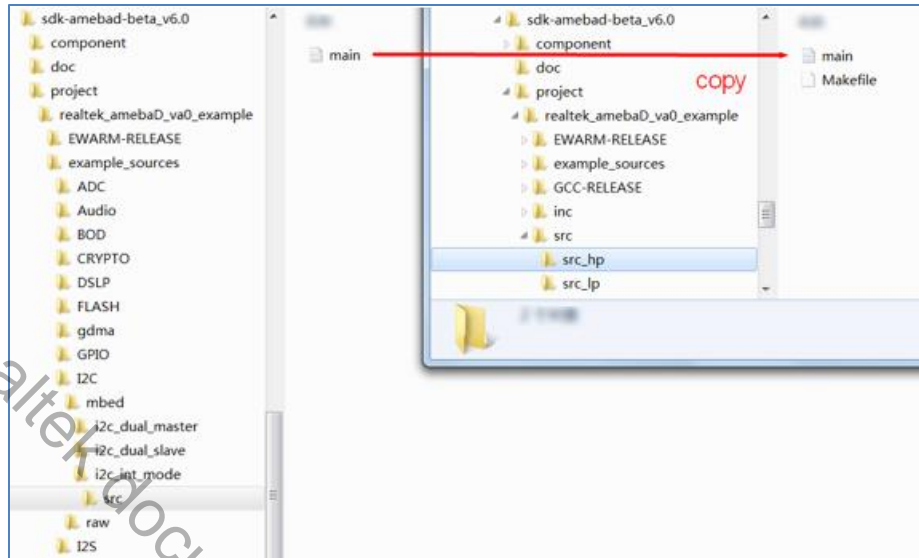 sdk-amebad-beta_v6.0
component
doc
project
realtek_amebaD_va0_example
EWARM-RELEASE
example_sources
ADC
Audio
BOD
CRYPTO
DSLP
FLASH
gdma
GPIO
I2C
mbed
i2c_dual_master
i2c_dual_slave
i2c_int_mode
src
raw
I2S
main
sdk-amebad-beta_v6.0
component
doc
project
realtek_amebaD_va0_example
EWARM-RELEASE
example_sources
GCC-RELEASE
inc
src
src_hp
src_lp
copy
main
Makefile